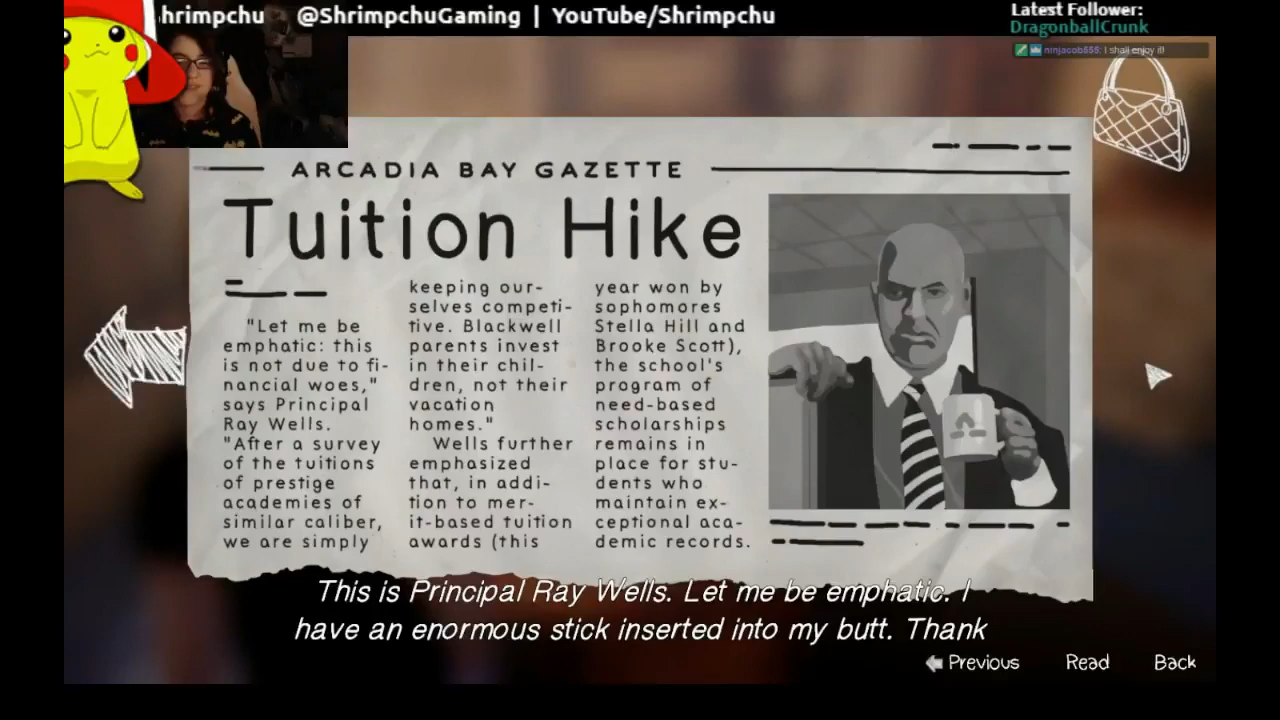 hrimpchu @ShrimpchuGaming | YouTube/Shrimpchu
Latest Follower:
DragonballCrunk
ninjacob555: I shall enjoy it!
ARCADIA BAY GAZETTE
Tuition Hike
"Let me be
emphatic: this
is not due to fi-
nancial woes,"
says Principal
Ray Wells.
"After a survey
of the tuitions
of prestige
academies of
similar caliber,
we are simply
keeping our-
selves competi-
tive. Blackwell
parents invest
in their chil-
dren, not their
vacation
homes."
Wells further
emphasized
that, in addi-
tion to mer-
it-based tuition
awards (this
year won by
sophomores
Stella Hill and
Brooke Scott),
the school's
program of
need-based
scholarships
remains in
place for stu-
dents who
maintain ex-
ceptional aca-
demic records.
This is Principal Ray Wells. Let me be emphatic. I
have an enormous stick inserted into my butt. Thank
Previous Read Back